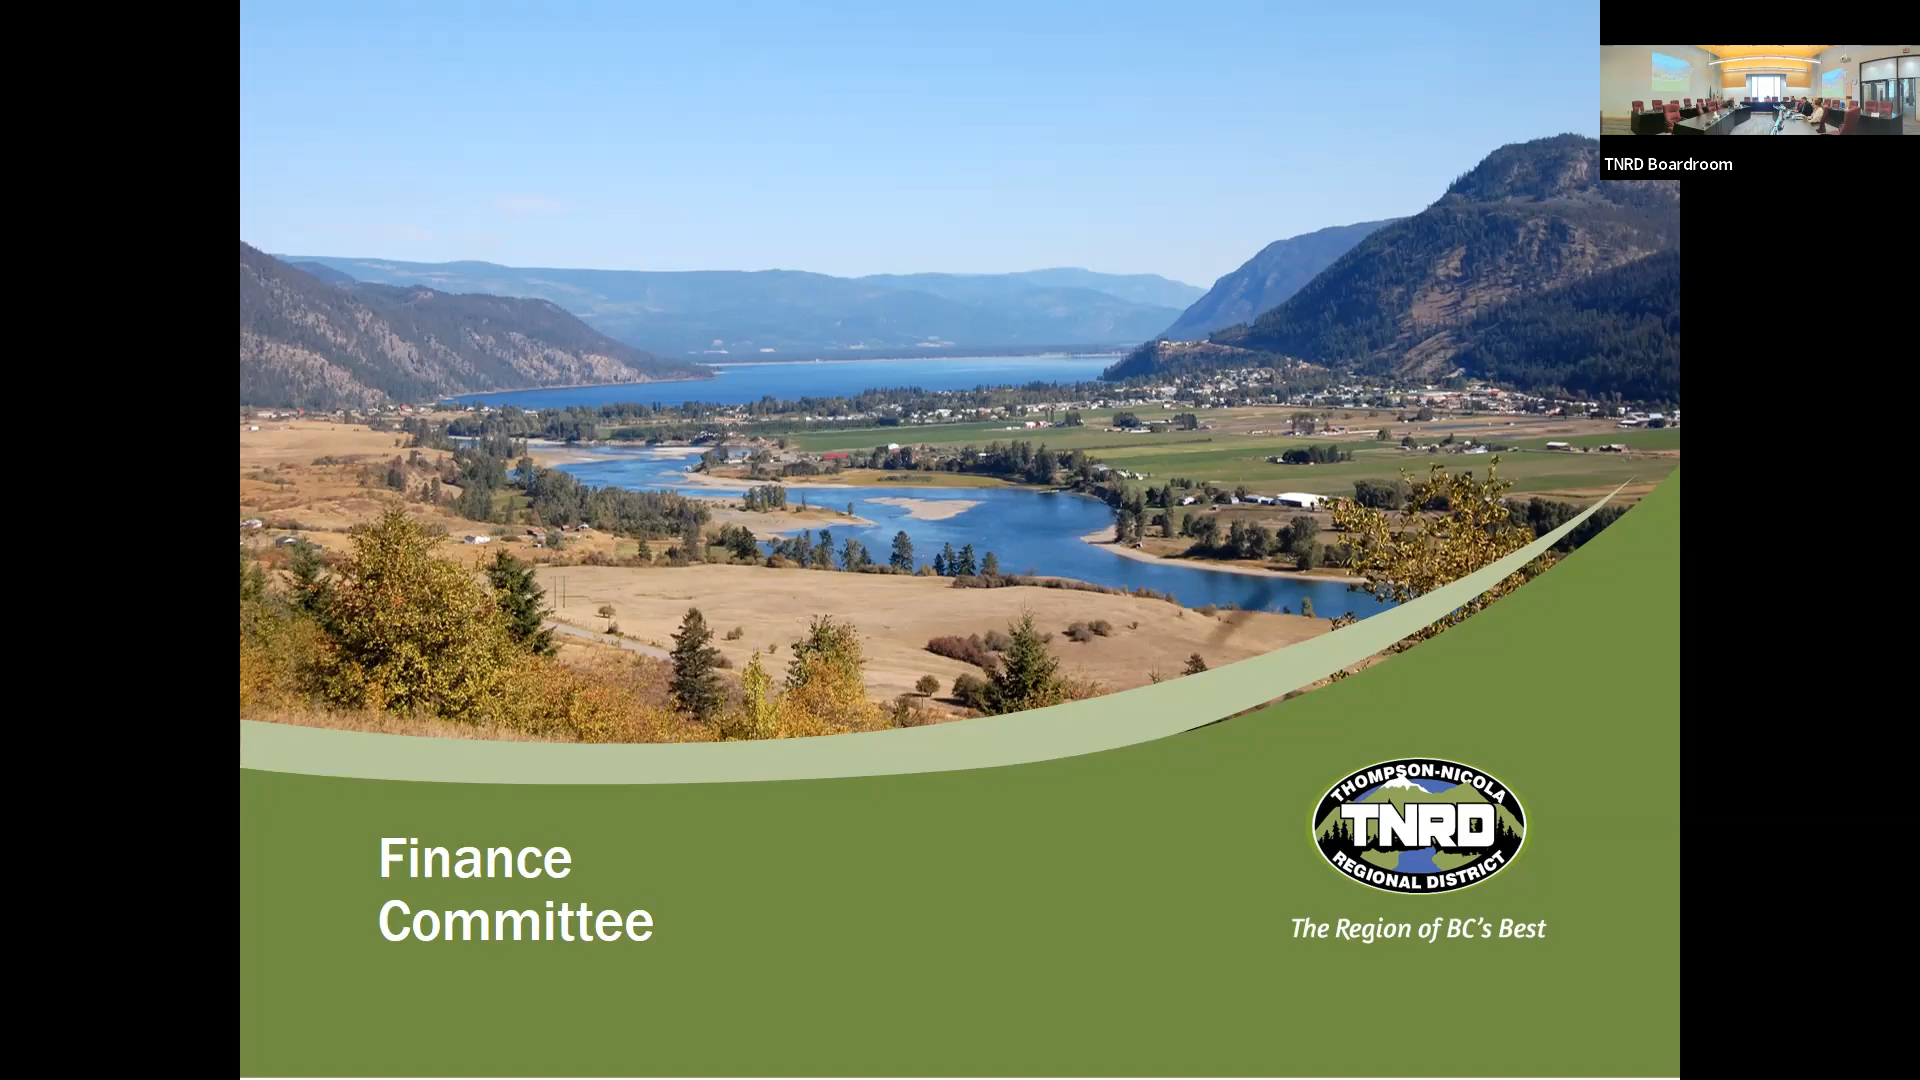 TNRD Boardroom
THOMPSON-NICOLA
TNRD
REGIONAL DISTRICT
The Region of BC's Best
Finance
Committee